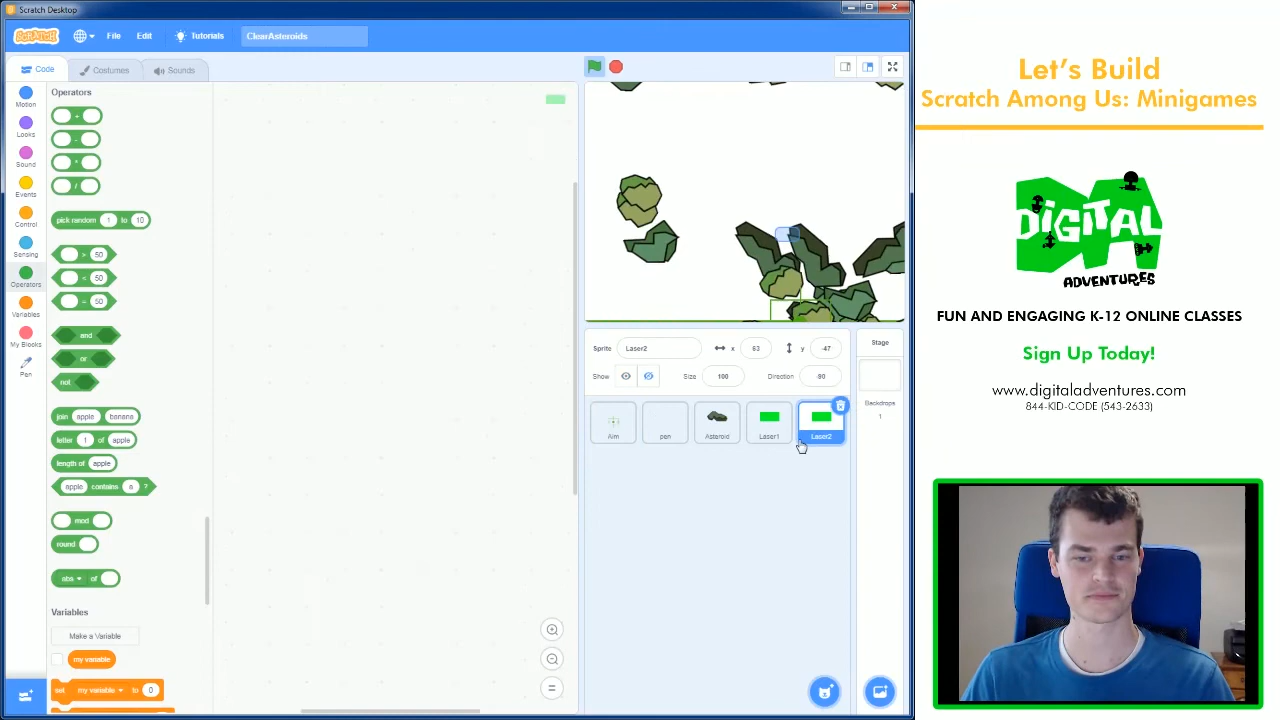 Scratch Desktop
SCRATCH
File
Edit
Tutorials
ClearAsteroids
Code
Costumes
Sounds
Motion
Looks
Sound
Events
Control
Sensing
Operators
Variables
My Blocks
Pen
Operators
+
-
*
/
pick random 1 to 10
> 50
< 50
= 50
and
or
not
join apple banana
letter 1 of apple
length of apple
apple contains a ?
mod
round
abs of
Variables
Make a Variable
my variable
set my variable to 0
Sprite Laser2
x 63
y -47
Show
Size 100
Direction -90
Aim
pen
Asteroid
Laser1
Laser2
Stage
Backdrops
1
Let's Build
Scratch Among Us: Minigames
DIGITAL
ADVENTURES
FUN AND ENGAGING K-12 ONLINE CLASSES
Sign Up Today!
www.digitaladventures.com
844-KID-CODE (543-2633)